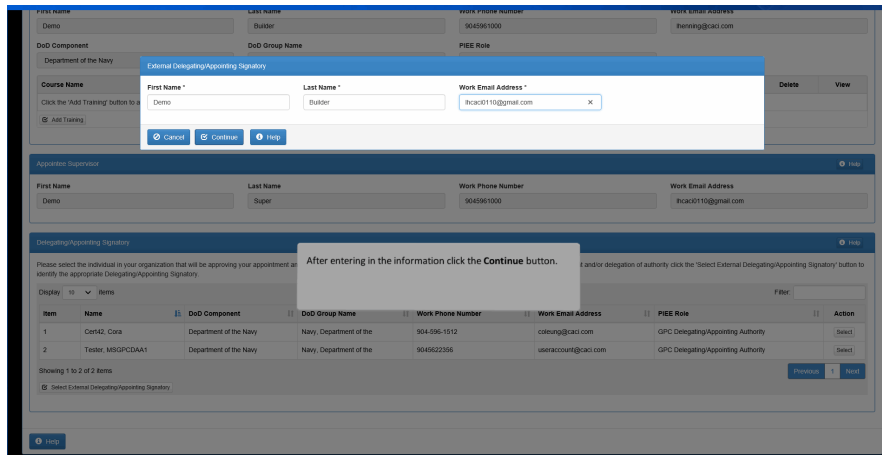 First Name Last Name Work Phone Number Work Email Address
Demo Builder 9045961000 lhenning@caci.com
DoD Component DoD Group Name PIEE Role
Department of the Navy
External Delegating/Appointing Signatory
First Name * Last Name * Work Email Address *
Demo Builder lhcaci0110@gmail.com ×
Cancel Continue Help
Course Name Delete View
Click the 'Add Training' button to a
Add Training
Appointee Supervisor Help
First Name Last Name Work Phone Number Work Email Address
Demo Super 9045961000 lhcaci0110@gmail.com
Delegating/Appointing Signatory Help
After entering in the information click the Continue button.
Please select the individual in your organization that will be approving your appointment an t and/or delegation of authority click the 'Select External Delegating/Appointing Signatory' button to
identify the appropriate Delegating/Appointing Signatory.
Display 10 items Filter:
Item Name DoD Component DoD Group Name Work Phone Number Work Email Address PIEE Role Action
1 Cert42, Cora Department of the Navy Navy, Department of the 904-596-1512 coleung@caci.com GPC Delegating/Appointing Authority Select
2 Tester, MSGPCDAA1 Department of the Navy Navy, Department of the 9045622356 useraccount@caci.com GPC Delegating/Appointing Authority Select
Showing 1 to 2 of 2 items Previous 1 Next
Select External Delegating/Appointing Signatory
Help